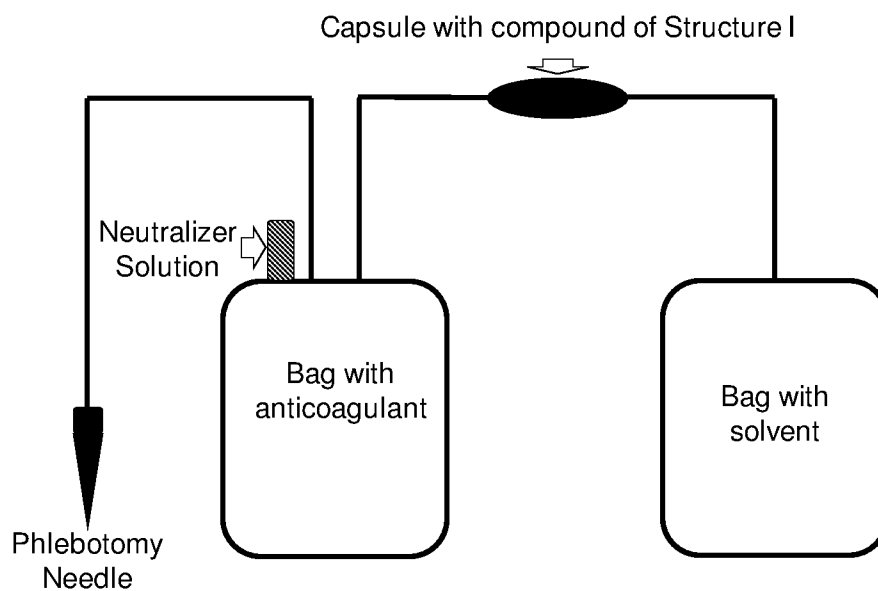 Capsule with compound of Structure I
Neutralizer
Solution
Bag with
anticoagulant
Bag with
solvent
Phlebotomy
Needle